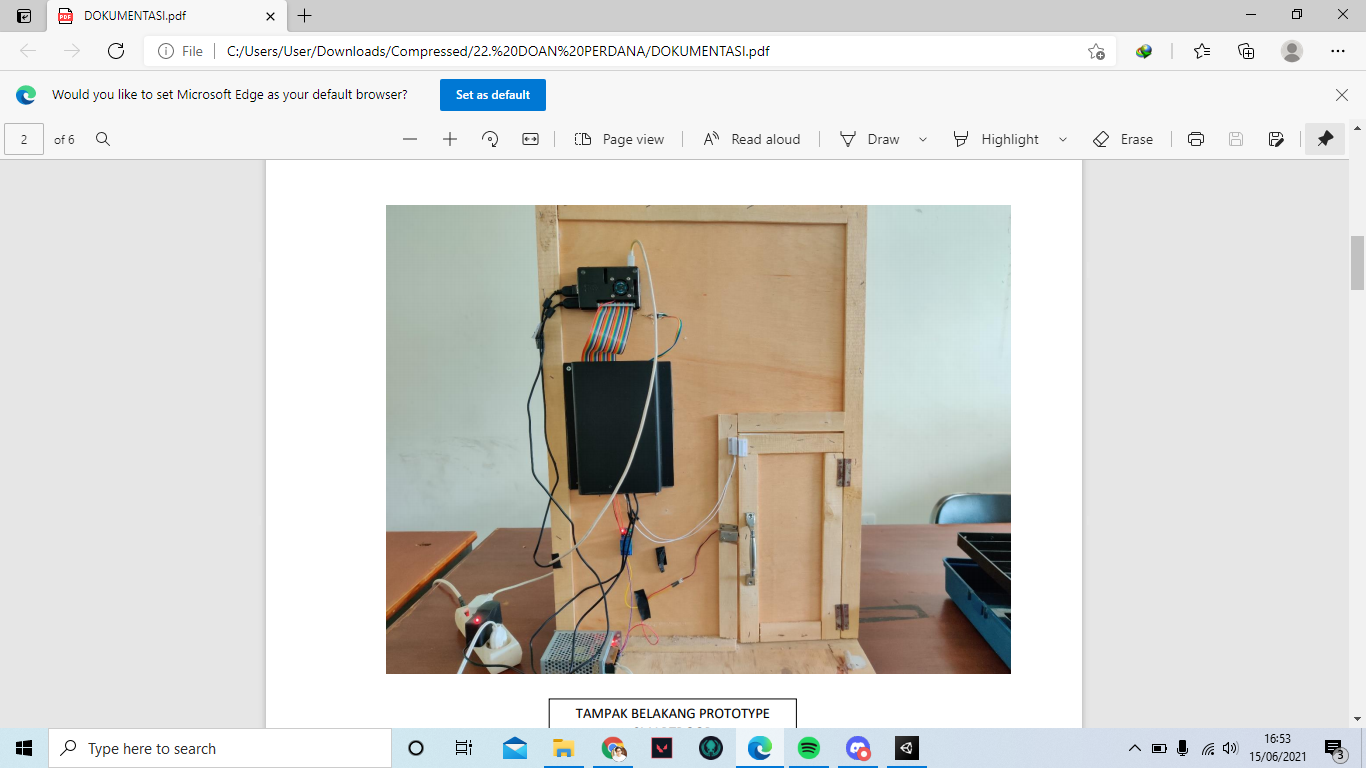 DOKUMENTASI.pdf
File
C:/Users/User/Downloads/Compressed/22.%20DOAN%20PERDANA/DOKUMENTASI.pdf
Would you like to set Microsoft Edge as your default browser?
Set as default
2 of 6
Page view
Read aloud
Draw
Highlight
Erase
TAMPAK BELAKANG PROTOTYPE
Type here to search
16:53
15/06/2021
3